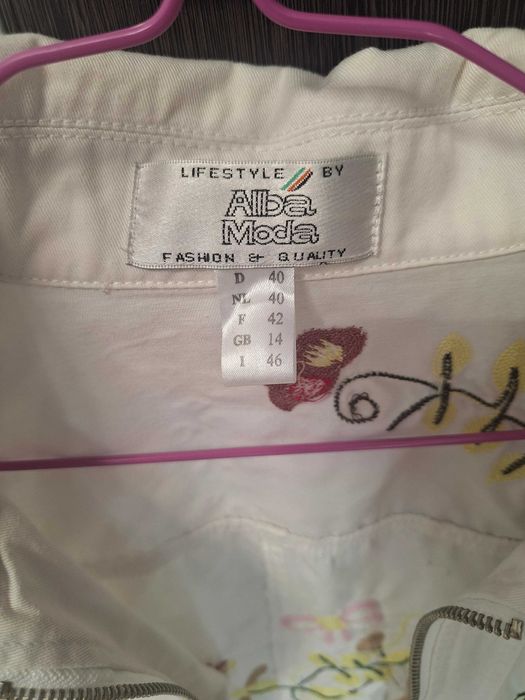 LIFESTYLE BY
Alba
Moda
FASHION & QUALITY
D 40
NL 40
F 42
GB 14
I 46